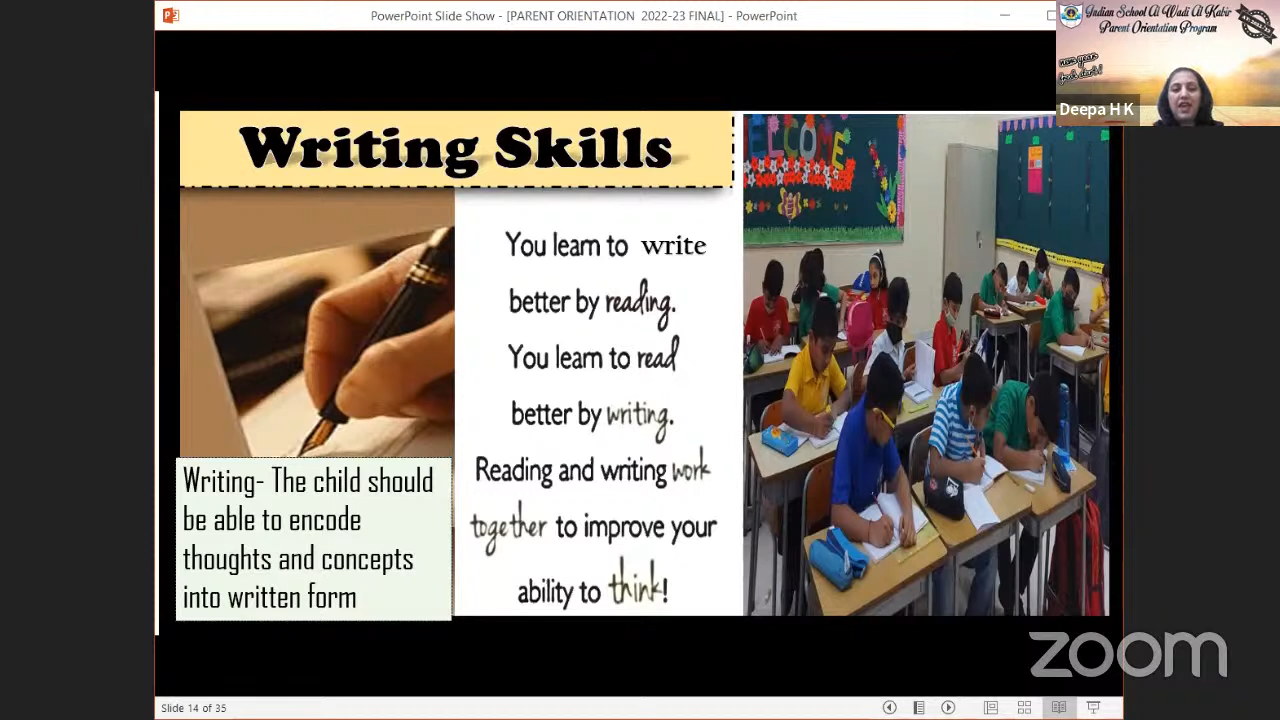 PowerPoint Slide Show - [PARENT ORIENTATION 2022-23 FINAL] - PowerPoint
Indian School Al Wadi Al Kabir
Parent Orientation Program
new year
Deepa H K
Writing Skills
WELCOME
You learn to write
better by reading.
You learn to read
better by writing.
Reading and writing work
together to improve your
ability to think!
Writing- The child should
be able to encode
thoughts and concepts
into written form
zoom
Slide 14 of 35